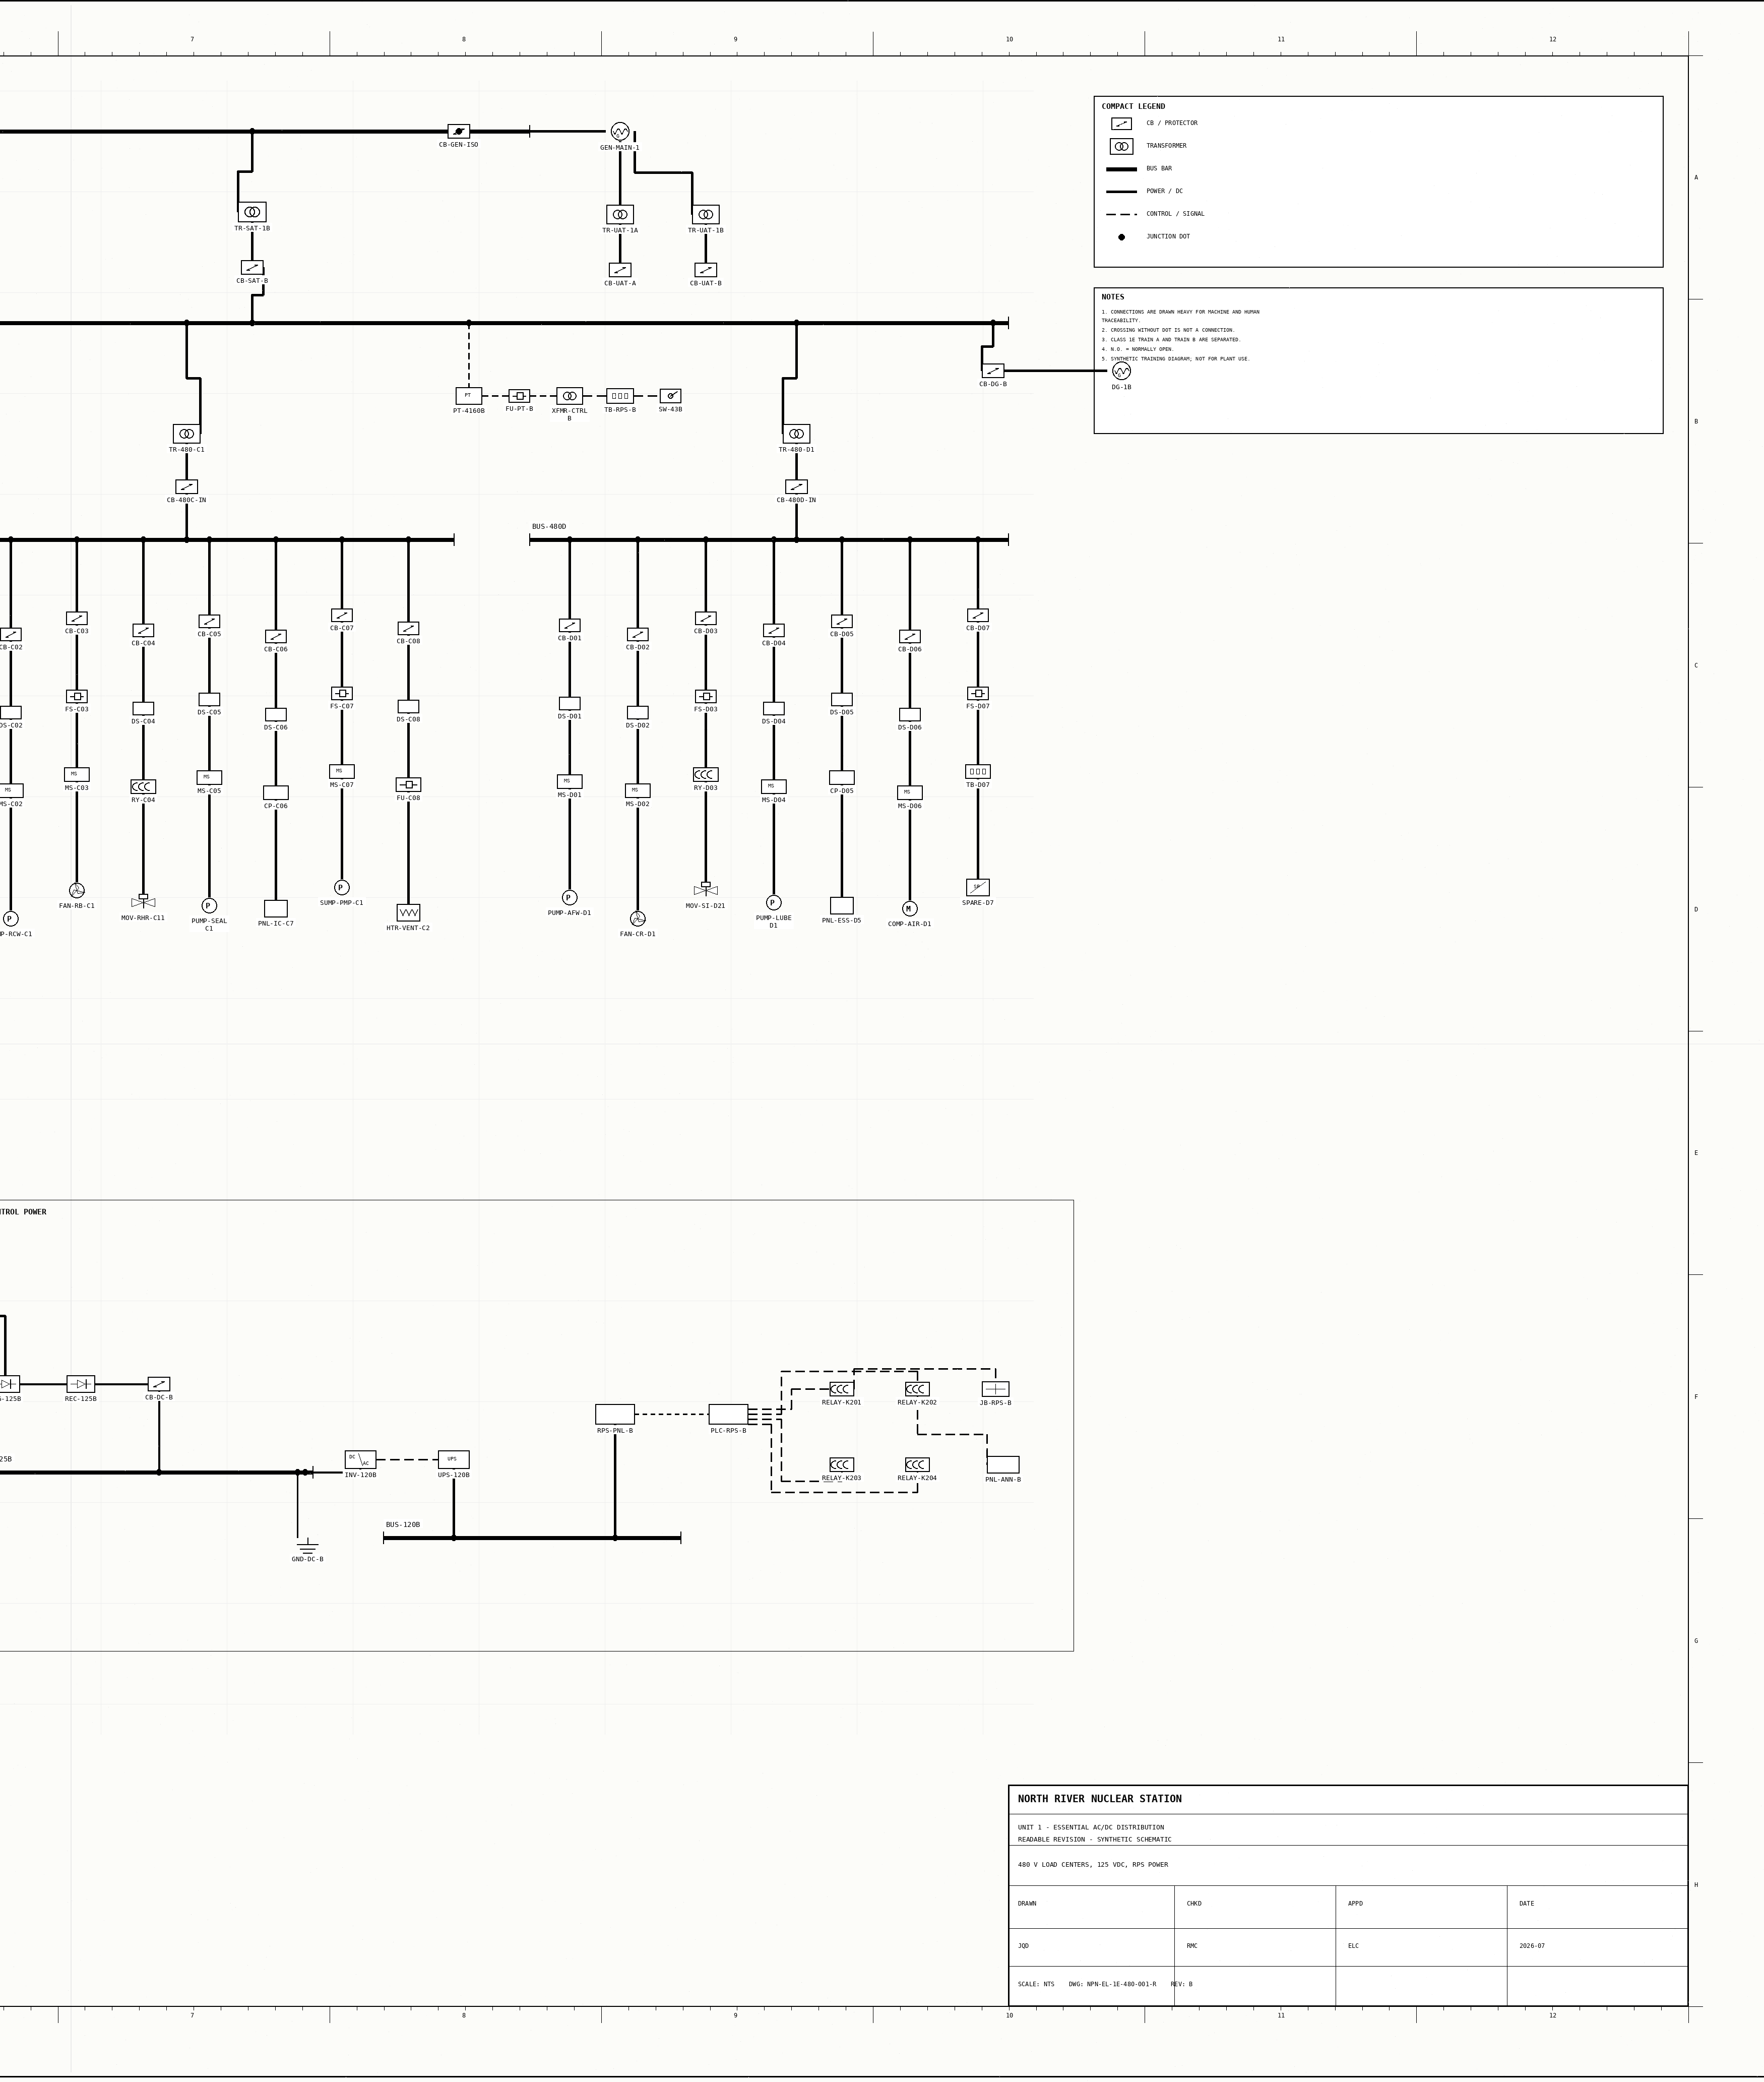 7 8 9 10 11 12
COMPACT LEGEND
CB / PROTECTOR
TRANSFORMER
BUS BAR
POWER / DC
CONTROL / SIGNAL
JUNCTION DOT
A
CB-GEN-ISO
GEN-MAIN-1
TR-SAT-1B
TR-UAT-1A
TR-UAT-1B
CB-SAT-B
CB-UAT-A
CB-UAT-B
NOTES
1. CONNECTIONS ARE DRAWN HEAVY FOR MACHINE AND HUMAN
TRACEABILITY.
2. CROSSING WITHOUT DOT IS NOT A CONNECTION.
3. CLASS 1E TRAIN A AND TRAIN B ARE SEPARATED.
4. N.O. = NORMALLY OPEN.
5. SYNTHETIC TRAINING DIAGRAM; NOT FOR PLANT USE.
CB-DG-B
DG-1B
PT
PT-4160B
FU-PT-B
XFMR-CTRL
B
TB-RPS-B
SW-43B
B
TR-480-C1
TR-480-D1
CB-480C-IN
CB-480D-IN
BUS-480D
CB-C02
CB-C03
CB-C04
CB-C05
CB-C06
CB-C07
CB-C08
CB-D01
CB-D02
CB-D03
CB-D04
CB-D05
CB-D06
CB-D07
C
DS-C02
FS-C03
DS-C04
DS-C05
DS-C06
FS-C07
DS-C08
DS-D01
DS-D02
FS-D03
DS-D04
DS-D05
DS-D06
FS-D07
MS
MS-C02
MS
MS-C03
RY-C04
MS
MS-C05
CP-C06
MS
MS-C07
FU-C08
MS
MS-D01
MS
MS-D02
RY-D03
MS
MS-D04
CP-D05
MS
MS-D06
TB-D07
P
P-RCW-C1
FAN-RB-C1
MOV-RHR-C11
P
PUMP-SEAL
C1
PNL-IC-C7
P
SUMP-PMP-C1
HTR-VENT-C2
P
PUMP-AFW-D1
FAN-CR-D1
MOV-SI-D21
P
PUMP-LUBE
D1
PNL-ESS-D5
M
COMP-AIR-D1
SP
SPARE-D7
D
E
TROL POWER
-125B
REC-125B
CB-DC-B
RPS-PNL-B
PLC-RPS-B
RELAY-K201
RELAY-K202
JB-RPS-B
F
25B
DC
AC
INV-120B
UPS
UPS-120B
RELAY-K203
RELAY-K204
PNL-ANN-B
BUS-120B
GND-DC-B
G
NORTH RIVER NUCLEAR STATION
UNIT 1 - ESSENTIAL AC/DC DISTRIBUTION
READABLE REVISION - SYNTHETIC SCHEMATIC
480 V LOAD CENTERS, 125 VDC, RPS POWER
H
DRAWN CHKD APPD DATE
JQD RMC ELC 2026-07
SCALE: NTS DWG: NPN-EL-1E-480-001-R REV: B
7 8 9 10 11 12